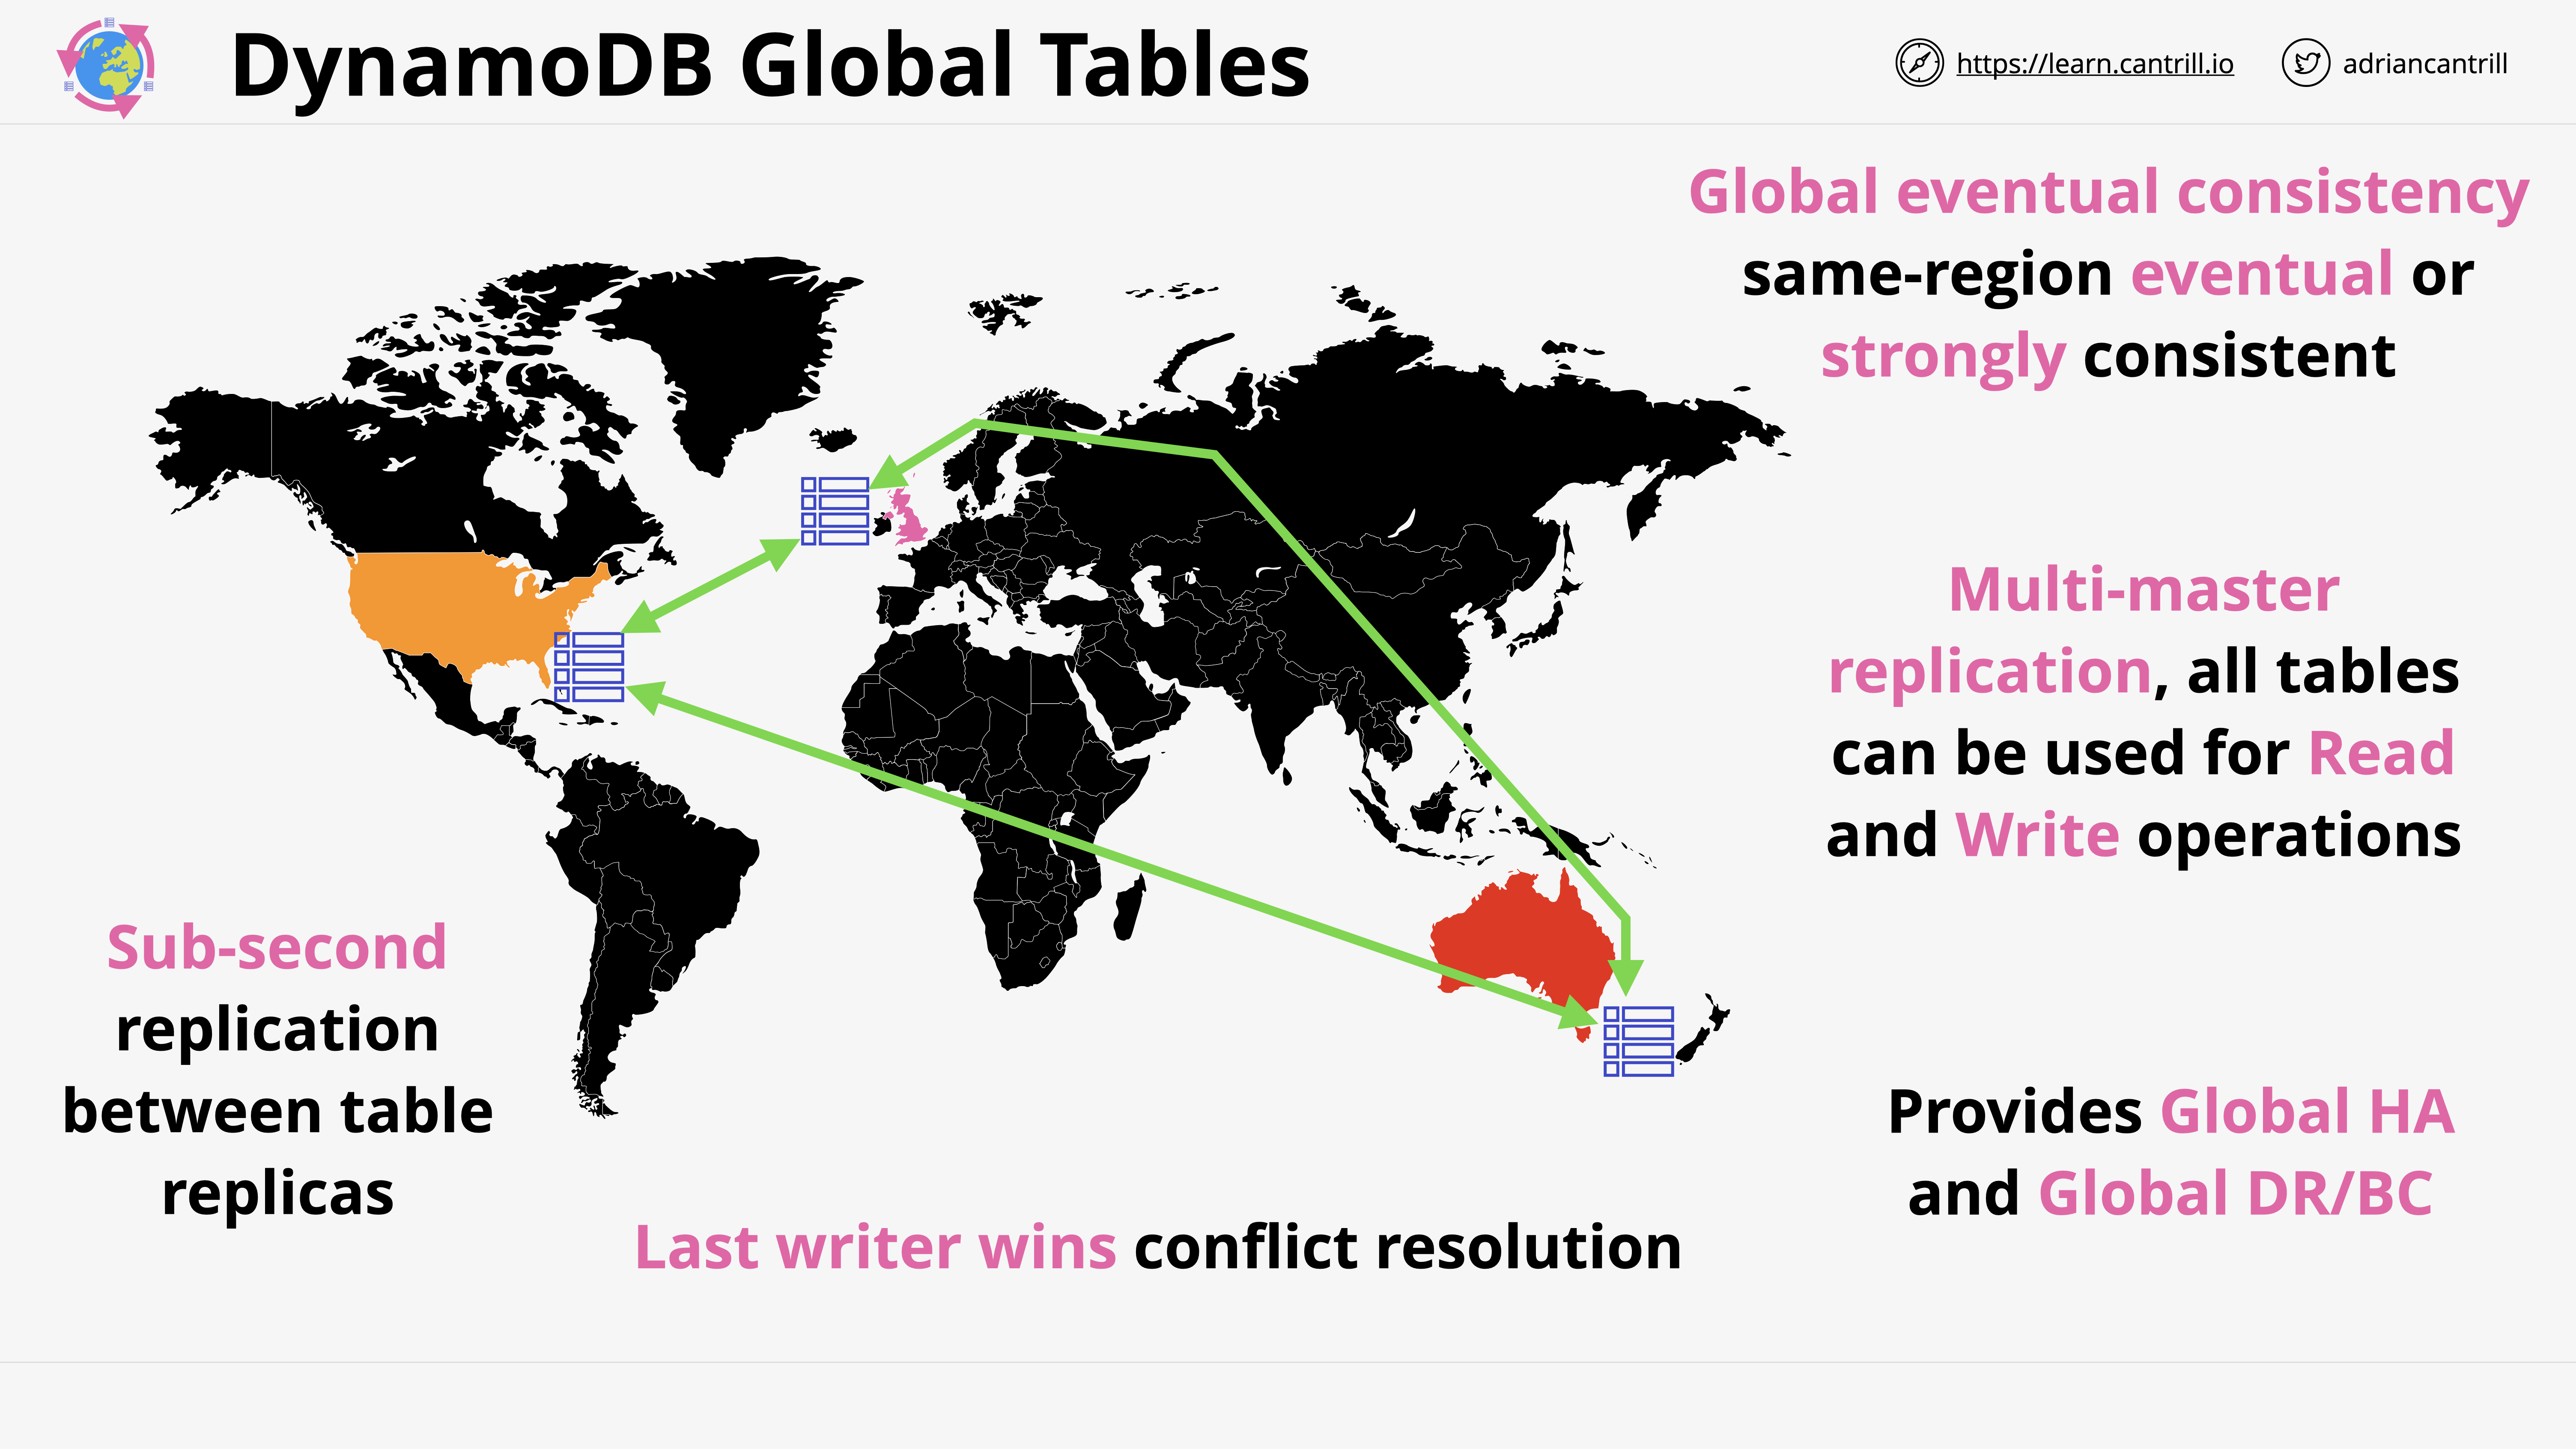 DynamoDB Global Tables
https://learn.cantrill.io
adriancantrill
Global eventual consistency
same-region eventual or
strongly consistent
Multi-master
replication, all tables
can be used for Read
and Write operations
Sub-second
replication
between table
replicas
Provides Global HA
and Global DR/BC
Last writer wins conflict resolution